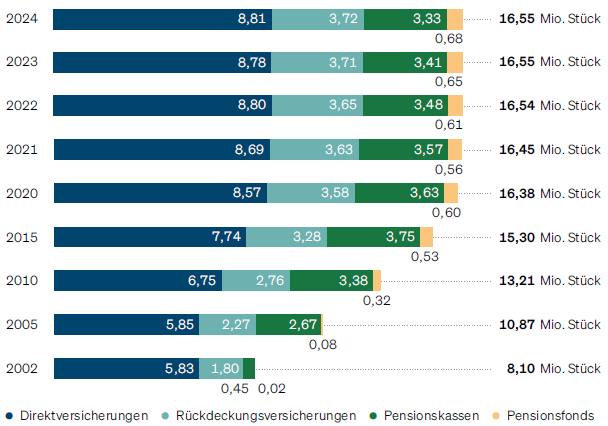 2024 8,81 3,72 3,33 16,55 Mio. Stück
0,68
2023 8,78 3,71 3,41 16,55 Mio. Stück
0,65
2022 8,80 3,65 3,48 16,54 Mio. Stück
0,61
2021 8,69 3,63 3,57 16,45 Mio. Stück
0,56
2020 8,57 3,58 3,63 16,38 Mio. Stück
0,60
2015 7,74 3,28 3,75 15,30 Mio. Stück
0,53
2010 6,75 2,76 3,38 13,21 Mio. Stück
0,32
2005 5,85 2,27 2,67 10,87 Mio. Stück
0,08
2002 5,83 1,80 8,10 Mio. Stück
0,45 0,02
Direktversicherungen Rückdeckungsversicherungen Pensionskassen Pensionsfonds